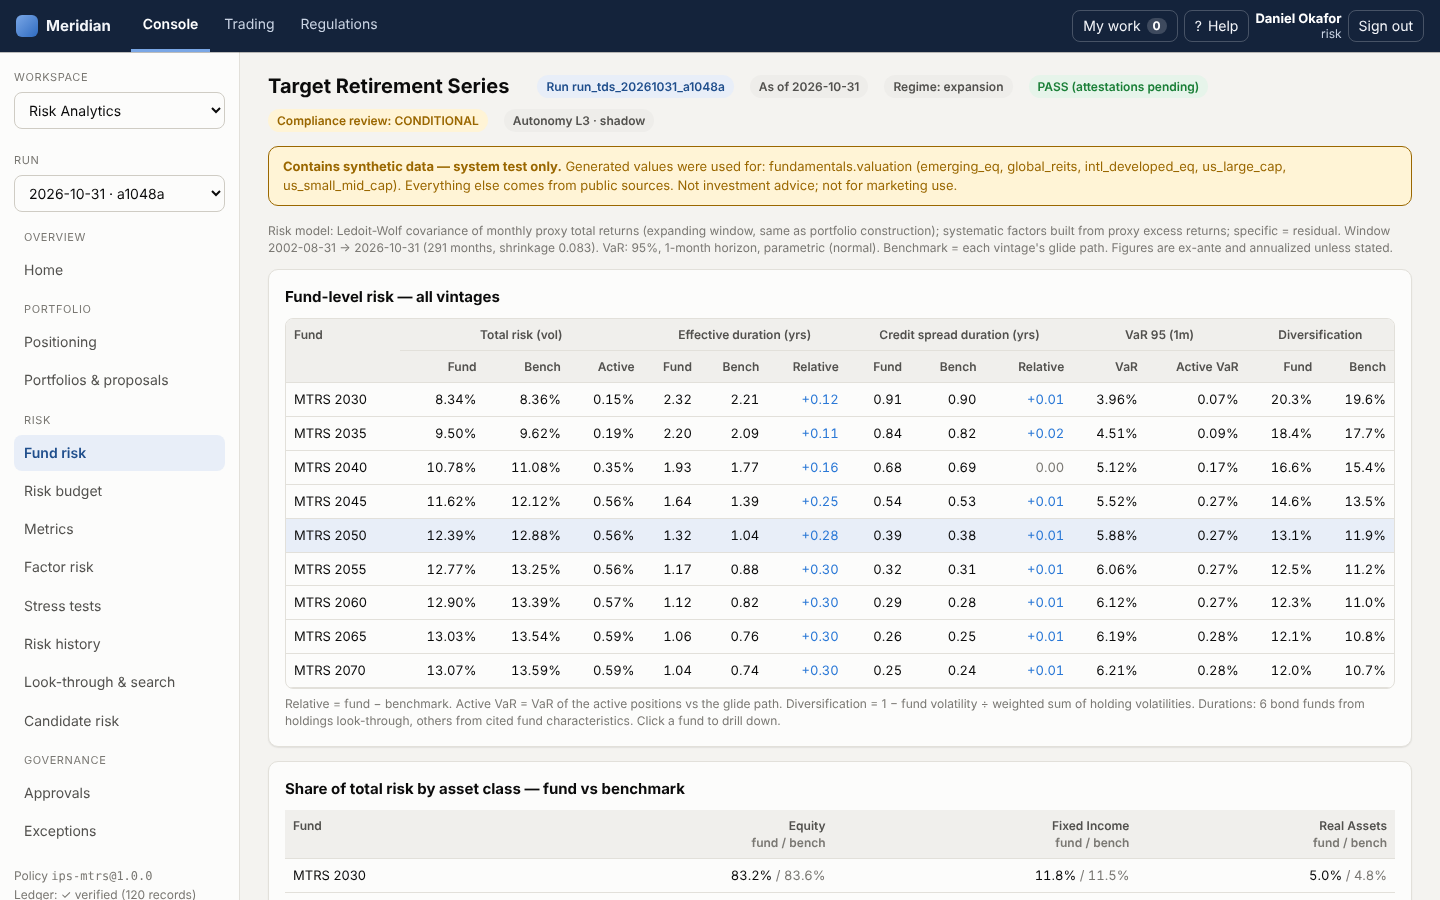 Meridian
Console
Trading
Regulations
My work 0
? Help
Daniel Okafor
risk
Sign out
WORKSPACE
Risk Analytics
RUN
2026-10-31 · a1048a
OVERVIEW
Home
PORTFOLIO
Positioning
Portfolios & proposals
RISK
Fund risk
Risk budget
Metrics
Factor risk
Stress tests
Risk history
Look-through & search
Candidate risk
GOVERNANCE
Approvals
Exceptions
Policy ips-mtrs@1.0.0
Ledger: ✓ verified (120 records)
Target Retirement Series
Run run_tds_20261031_a1048a
As of 2026-10-31
Regime: expansion
PASS (attestations pending)
Compliance review: CONDITIONAL
Autonomy L3 · shadow
Contains synthetic data — system test only. Generated values were used for: fundamentals.valuation (emerging_eq, global_reits, intl_developed_eq, us_large_cap,
us_small_mid_cap). Everything else comes from public sources. Not investment advice; not for marketing use.
Risk model: Ledoit-Wolf covariance of monthly proxy total returns (expanding window, same as portfolio construction); systematic factors built from proxy excess returns; specific = residual. Window
2002-08-31 → 2026-10-31 (291 months, shrinkage 0.083). VaR: 95%, 1-month horizon, parametric (normal). Benchmark = each vintage's glide path. Figures are ex-ante and annualized unless stated.
Fund-level risk — all vintages
Fund Total risk (vol) Effective duration (yrs) Credit spread duration (yrs) VaR 95 (1m) Diversification
Fund Bench Active Fund Bench Relative Fund Bench Relative VaR Active VaR Fund Bench
MTRS 2030 8.34% 8.36% 0.15% 2.32 2.21 +0.12 0.91 0.90 +0.01 3.96% 0.07% 20.3% 19.6%
MTRS 2035 9.50% 9.62% 0.19% 2.20 2.09 +0.11 0.84 0.82 +0.02 4.51% 0.09% 18.4% 17.7%
MTRS 2040 10.78% 11.08% 0.35% 1.93 1.77 +0.16 0.68 0.69 0.00 5.12% 0.17% 16.6% 15.4%
MTRS 2045 11.62% 12.12% 0.56% 1.64 1.39 +0.25 0.54 0.53 +0.01 5.52% 0.27% 14.6% 13.5%
MTRS 2050 12.39% 12.88% 0.56% 1.32 1.04 +0.28 0.39 0.38 +0.01 5.88% 0.27% 13.1% 11.9%
MTRS 2055 12.77% 13.25% 0.56% 1.17 0.88 +0.30 0.32 0.31 +0.01 6.06% 0.27% 12.5% 11.2%
MTRS 2060 12.90% 13.39% 0.57% 1.12 0.82 +0.30 0.29 0.28 +0.01 6.12% 0.27% 12.3% 11.0%
MTRS 2065 13.03% 13.54% 0.59% 1.06 0.76 +0.30 0.26 0.25 +0.01 6.19% 0.28% 12.1% 10.8%
MTRS 2070 13.07% 13.59% 0.59% 1.04 0.74 +0.30 0.25 0.24 +0.01 6.21% 0.28% 12.0% 10.7%
Relative = fund − benchmark. Active VaR = VaR of the active positions vs the glide path. Diversification = 1 − fund volatility ÷ weighted sum of holding volatilities. Durations: 6 bond funds from
holdings look-through, others from cited fund characteristics. Click a fund to drill down.
Share of total risk by asset class — fund vs benchmark
Fund Equity Fixed Income Real Assets
fund / bench fund / bench fund / bench
MTRS 2030 83.2% / 83.6% 11.8% / 11.5% 5.0% / 4.8%